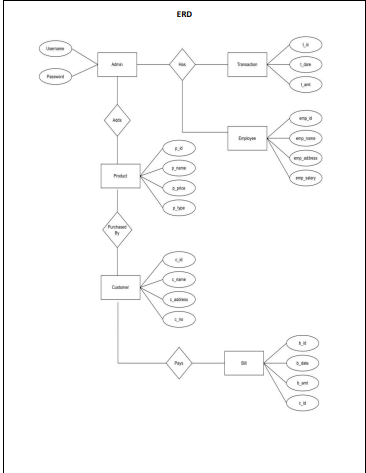 ERD
Username
Password
Admin
Has
Transaction
t_id
t_date
t_amt
Adds
Employee
emp_id
emp_name
emp_address
emp_salary
Product
p_id
p_name
p_price
p_type
Purchased
By
Customer
c_id
c_name
c_address
c_no
Pays
Bill
b_id
b_date
b_amt
c_id